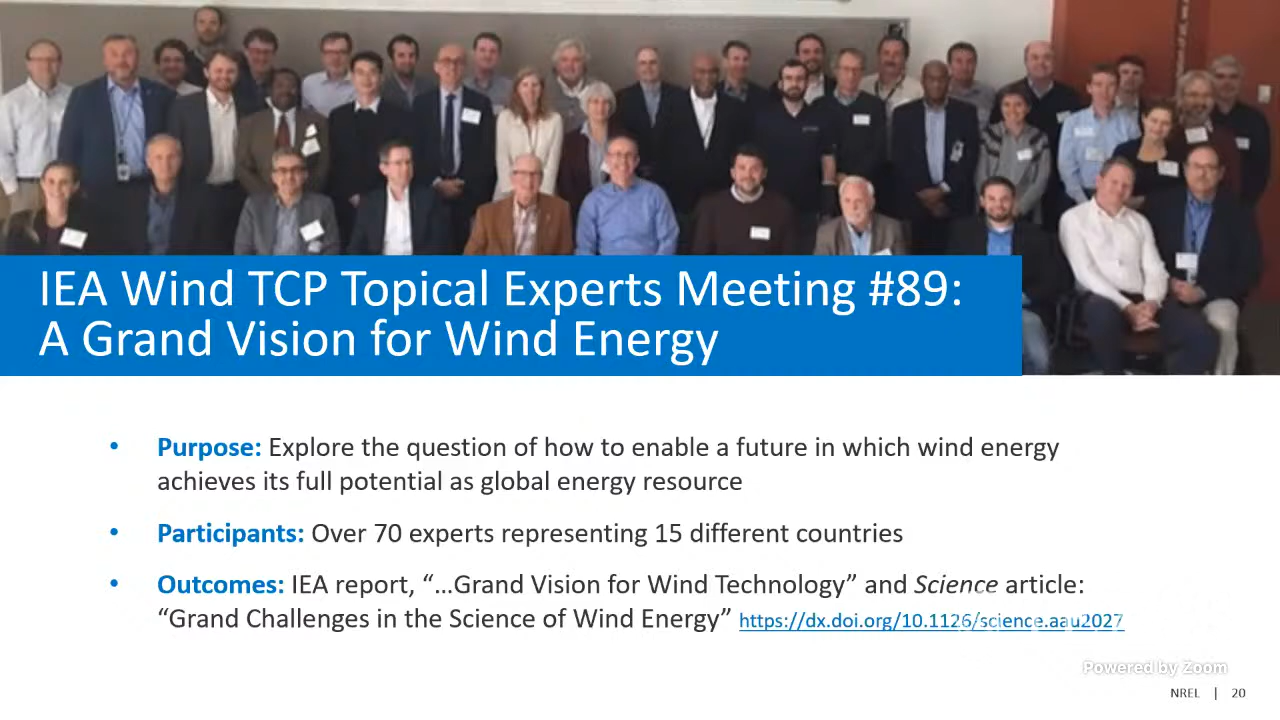 IEA Wind TCP Topical Experts Meeting #89:
A Grand Vision for Wind Energy
• Purpose: Explore the question of how to enable a future in which wind energy
achieves its full potential as global energy resource
• Participants: Over 70 experts representing 15 different countries
• Outcomes: IEA report, “…Grand Vision for Wind Technology” and Science article:
“Grand Challenges in the Science of Wind Energy” https://dx.doi.org/10.1126/science.aau2027
Powered by Zoom
NREL | 20